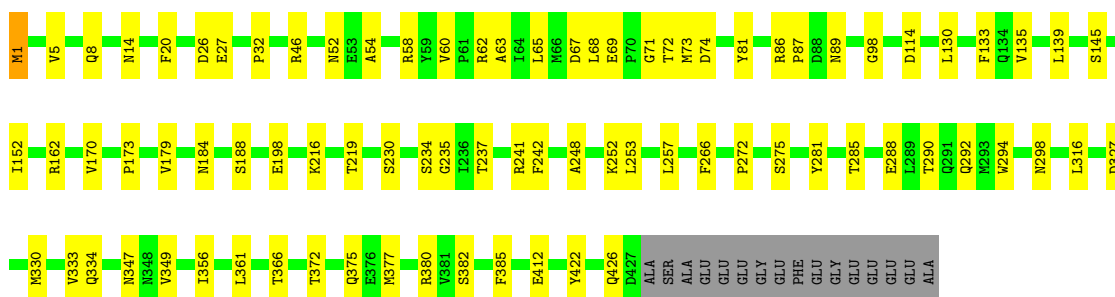 M1 V5 Q8 N14 F20 D26 E27 P32 R46 N52 E53 A54 R58 Y59 V60 P61 R62 A63 I64 L65 M66 D67 L68 E69 P70 G71 T72 M73 D74 Y81 R86 P87 D88 N89 G98 D114 L130 F133 Q134 V135 L139 S145
I152 R162 V170 P173 V179 N184 S188 E198 K216 T219 S230 S234 G235 I236 T237 R241 F242 A248 K252 L253 L257 F266 P272 S275 Y281 T285 E288 L289 T290 Q291 Q292 M293 W294 N298 L316 D327
M330 V333 Q334 N347 N348 V349 I356 L361 T366 T372 Q375 E376 M377 R380 V381 S382 F385 E412 Y422 Q426 D427 ALA SER ALA GLU GLU GLU GLY GLU PHE GLU GLY GLU GLU GLU GLU ALA